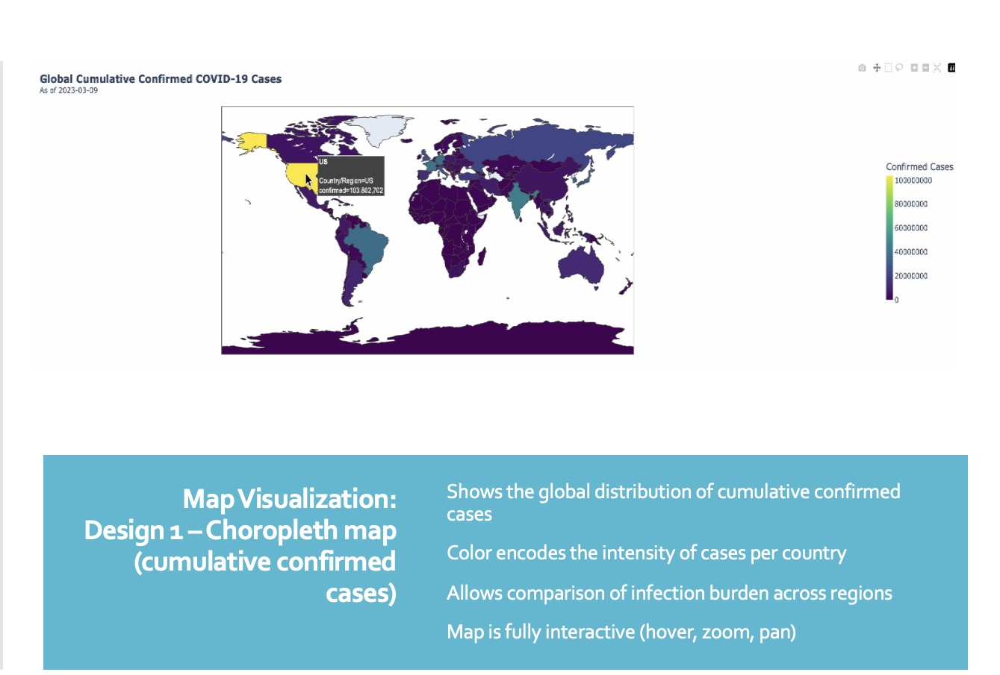 Global Cumulative Confirmed COVID-19 Cases
As of 2023-03-09
US
Country/Region=US
confirmed=103,802,702
Confirmed Cases
100000000
80000000
60000000
40000000
20000000
0
Map Visualization:
Design 1 – Choropleth map
(cumulative confirmed
cases)
Shows the global distribution of cumulative confirmed
cases
Color encodes the intensity of cases per country
Allows comparison of infection burden across regions
Map is fully interactive (hover, zoom, pan)